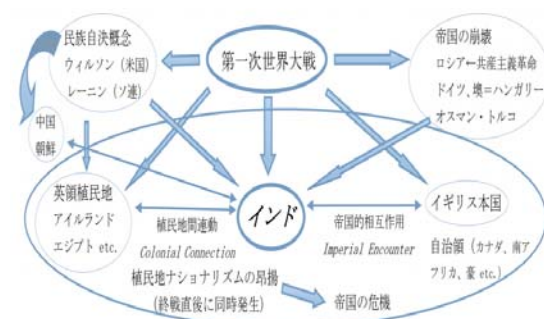 民族自決概念
ウィルソン（米国）
レーニン（ソ連）
第一次世界大戦
帝国の崩壊
ロシア←共産主義革命
ドイツ、墺＝ハンガリー
オスマン・トルコ
中国
朝鮮
英領植民地
アイルランド
エジプト etc.
植民地間連動
Colonial Connection
インド
帝国的相互作用
Imperial Encounter
イギリス本国
自治領（カナダ、南ア
フリカ、豪 etc.）
植民地ナショナリズムの昂揚
（終戦直後に同時発生）
帝国の危機